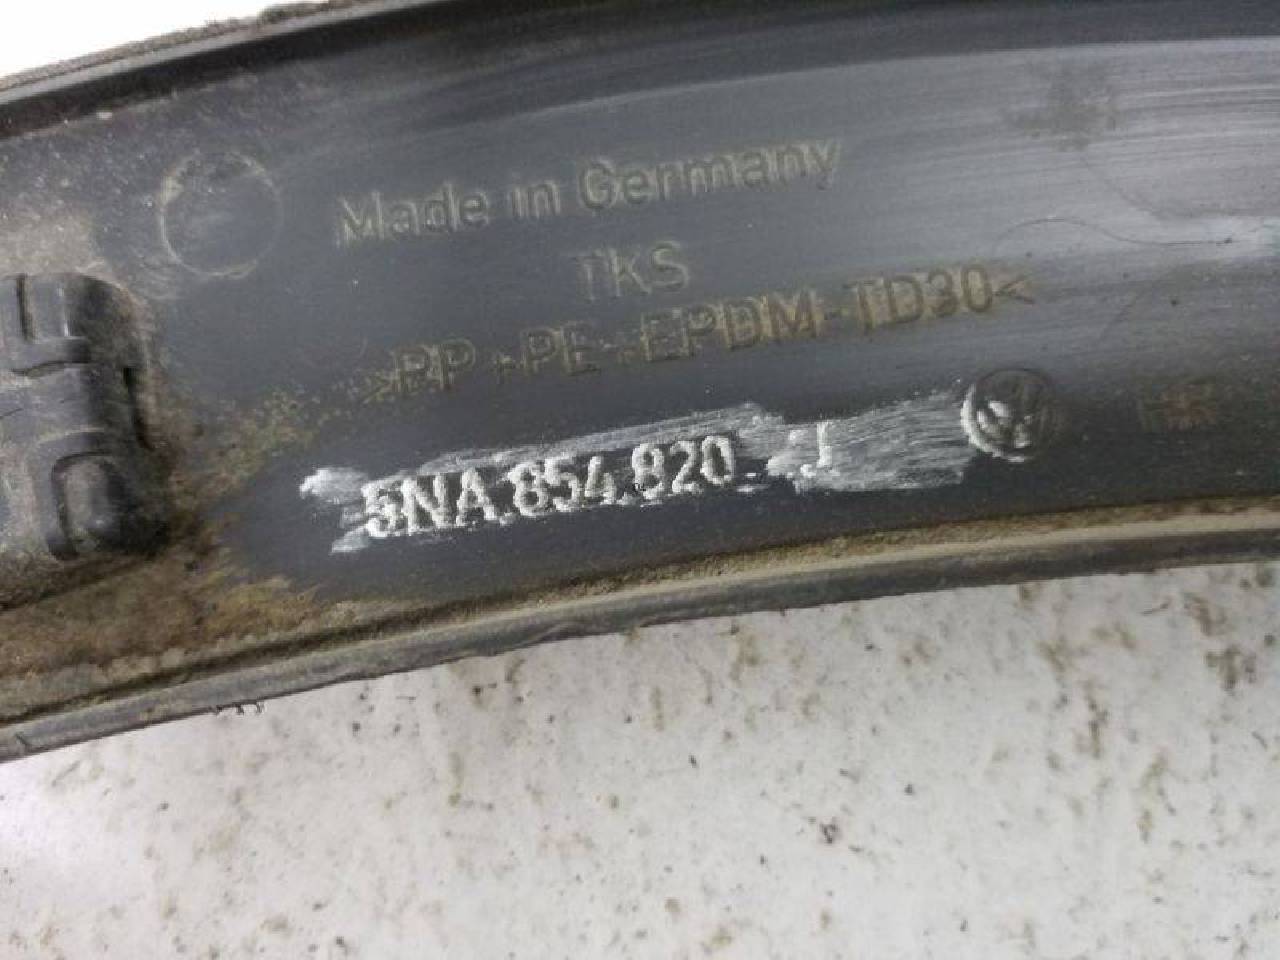 Made in Germany
TKS
>PP+PE+EPDM-TD30<
5NA.854.820. J